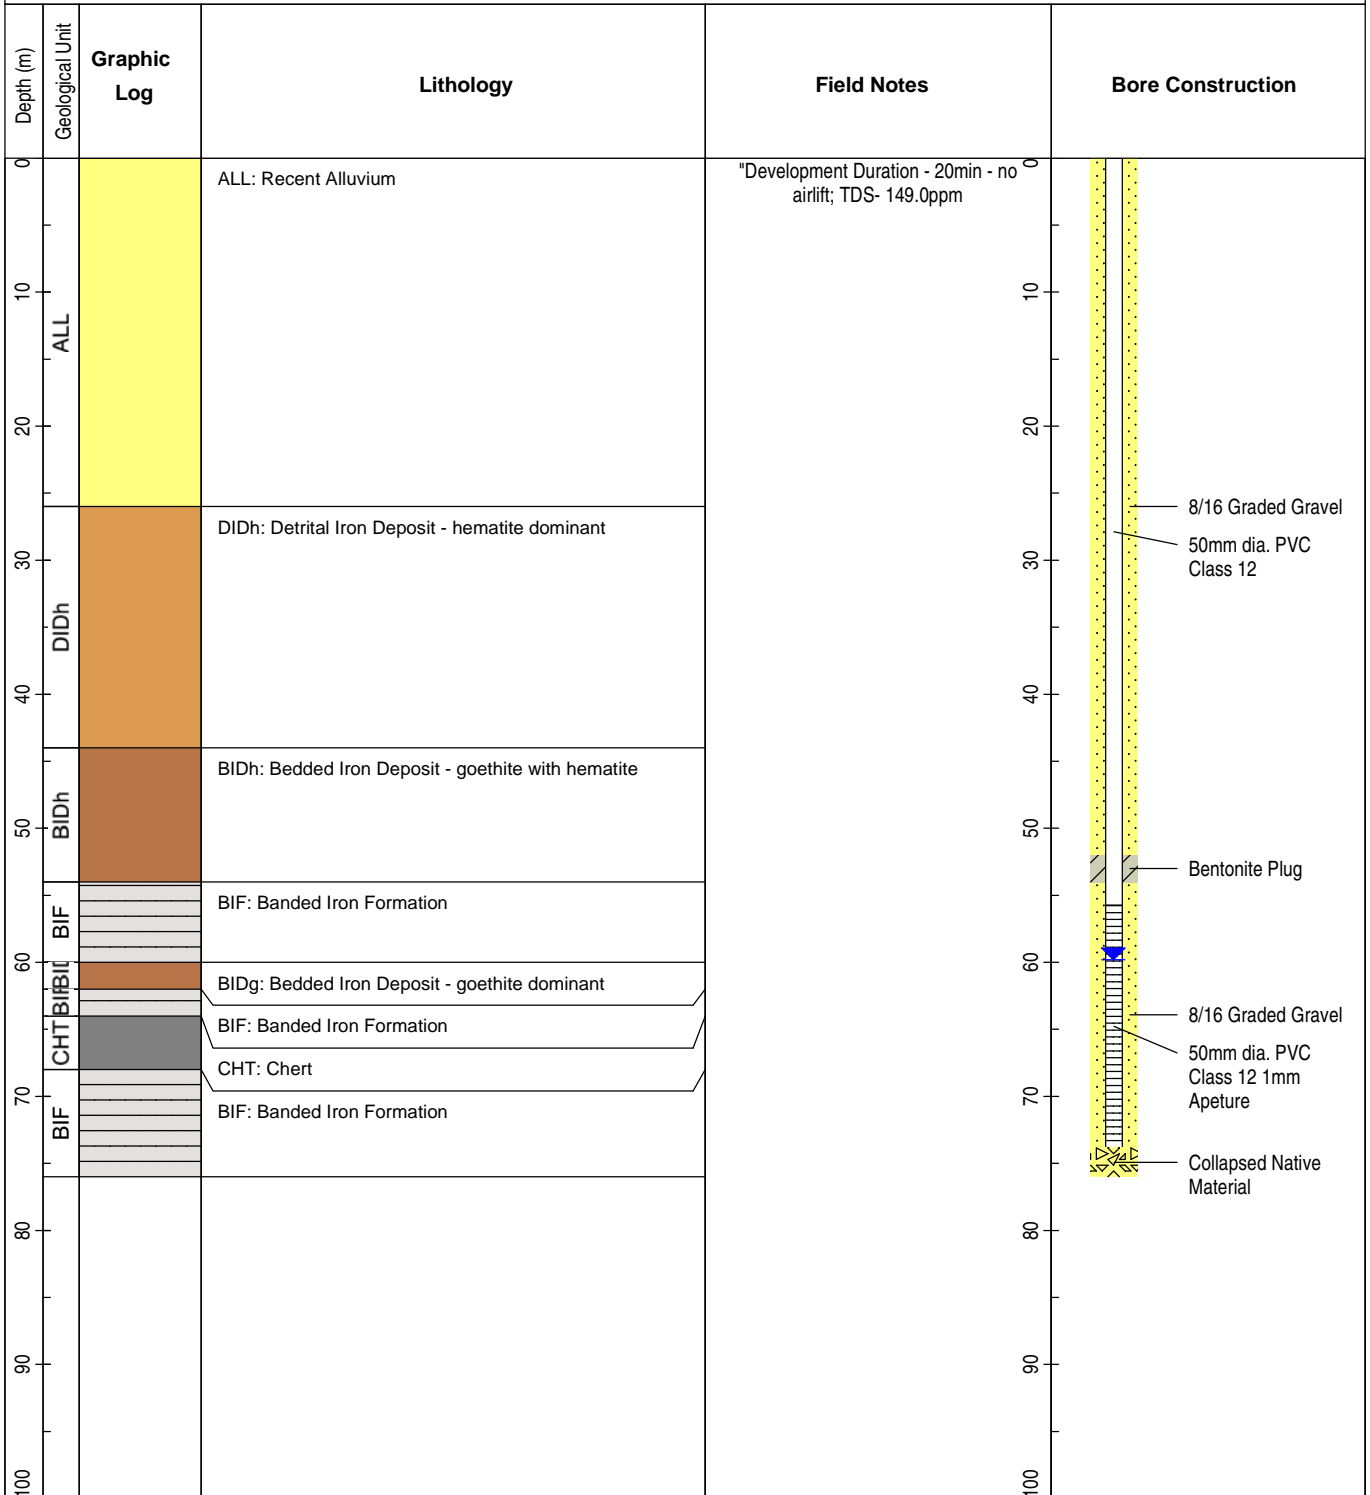 Depth (m)
Geological Unit
Graphic
Log
Lithology
Field Notes
Bore Construction
0
10
20
30
40
50
60
70
80
90
100
ALL
DIDh
BIDh
BIF
BID
BIF
CHT
BIF
ALL: Recent Alluvium
DIDh: Detrital Iron Deposit - hematite dominant
BIDh: Bedded Iron Deposit - goethite with hematite
BIF: Banded Iron Formation
BIDg: Bedded Iron Deposit - goethite dominant
BIF: Banded Iron Formation
CHT: Chert
BIF: Banded Iron Formation
"Development Duration - 20min - no
airlift; TDS- 149.0ppm
0
10
20
30
40
50
60
70
80
90
100
8/16 Graded Gravel
50mm dia. PVC
Class 12
Bentonite Plug
8/16 Graded Gravel
50mm dia. PVC
Class 12 1mm
Apeture
Collapsed Native
Material